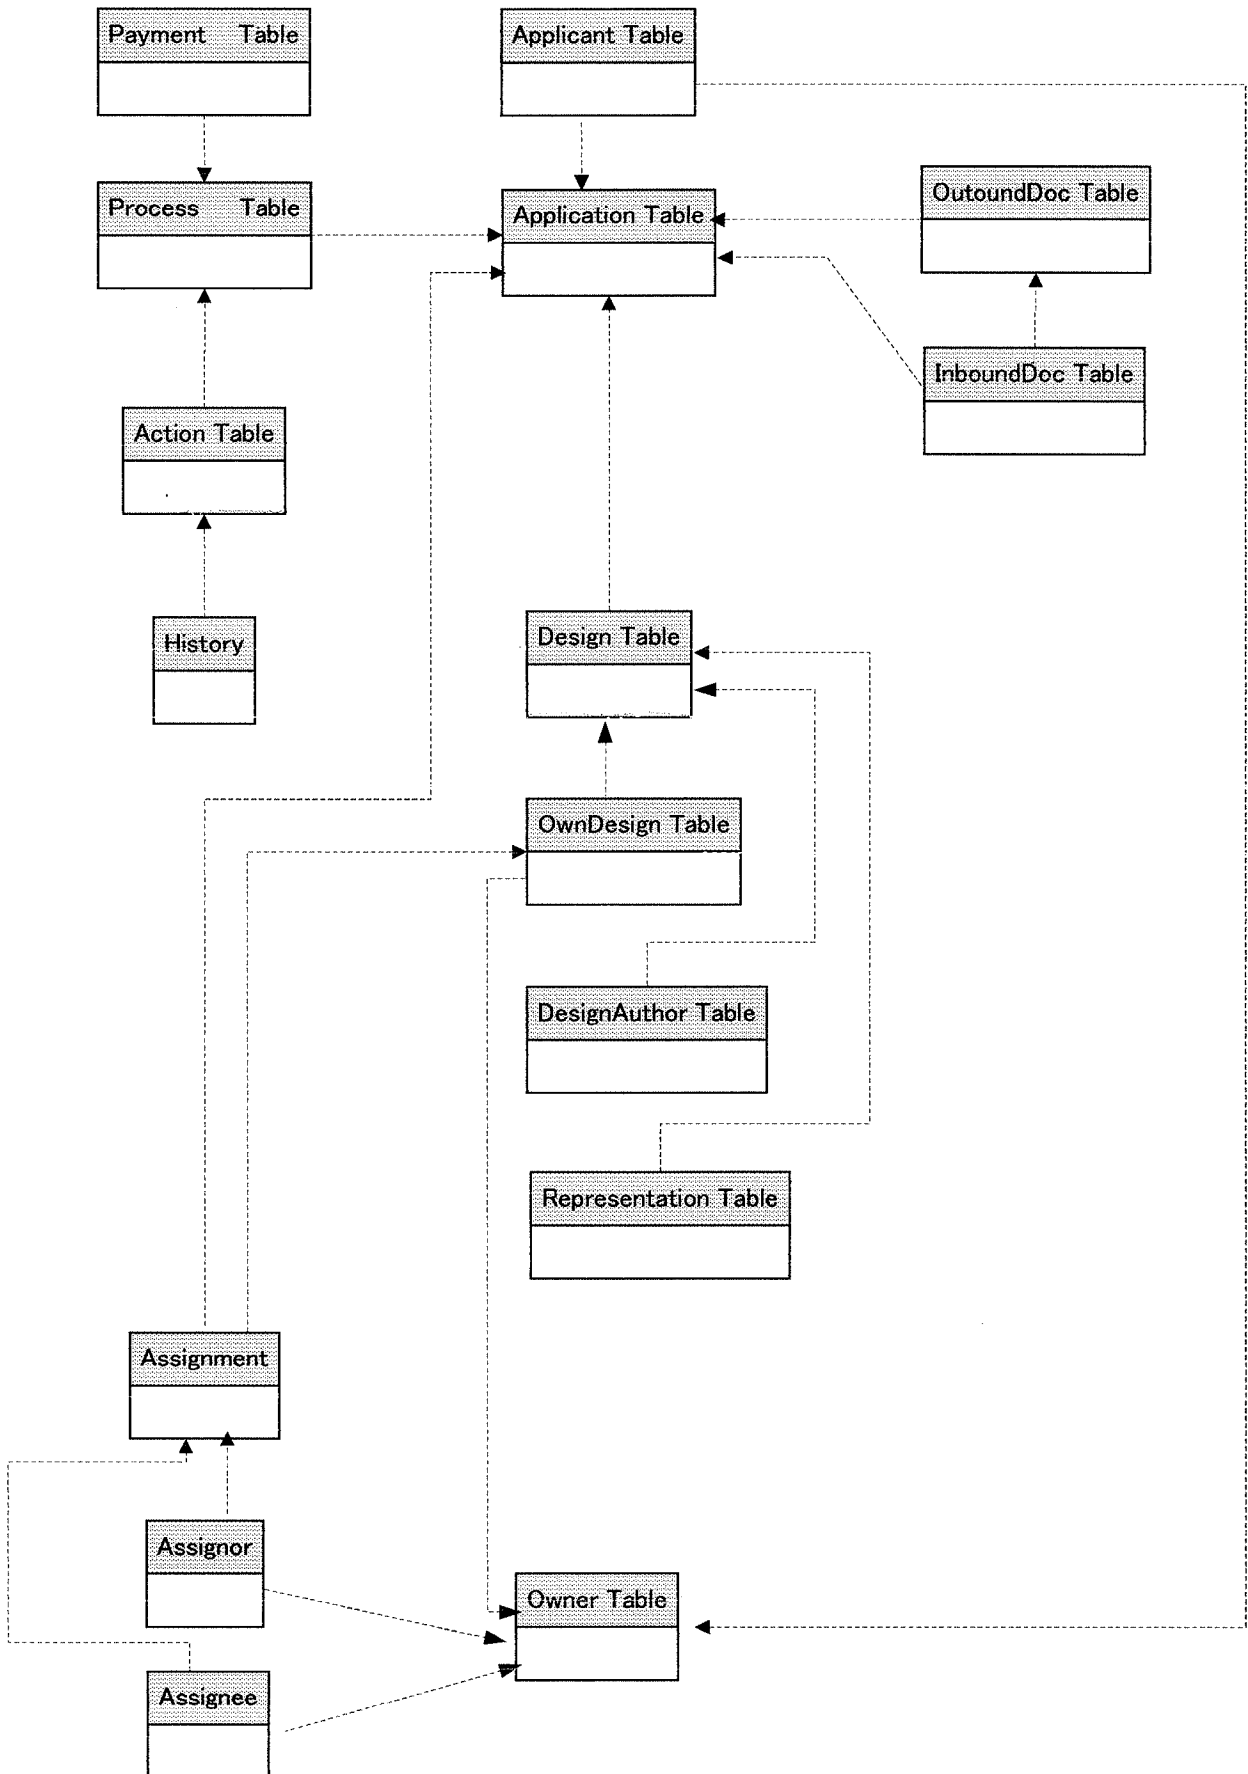 Payment Table
Applicant Table
Process Table
Application Table
OutoundDoc Table
InboundDoc Table
Action Table
History
Design Table
OwnDesign Table
DesignAuthor Table
Representation Table
Assignment
Assignor
Owner Table
Assignee